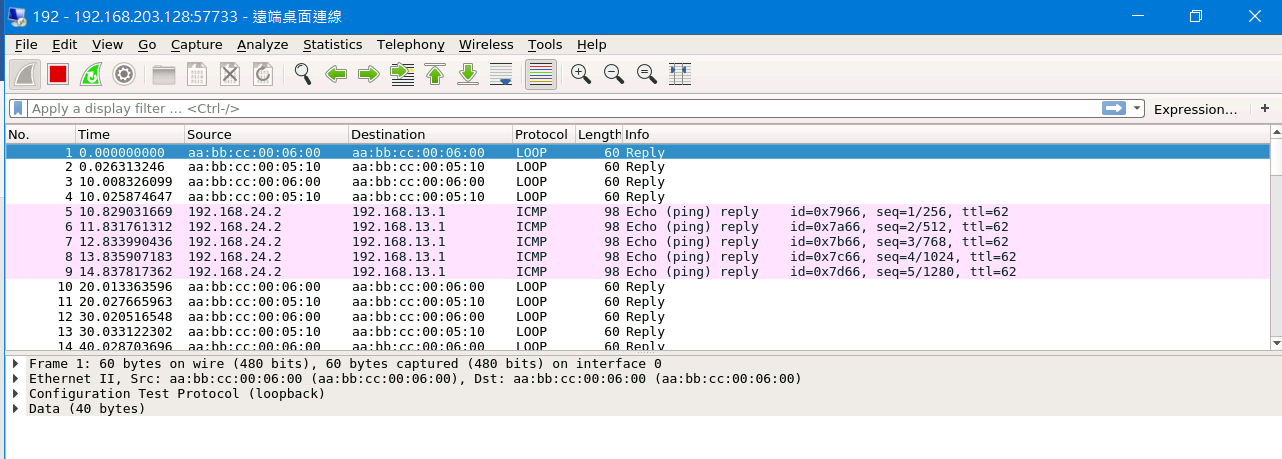 192 - 192.168.203.128:57733 - 遠端桌面連線
File Edit View Go Capture Analyze Statistics Telephony Wireless Tools Help
Apply a display filter … <Ctrl-/> Expression… +
No. Time Source Destination Protocol Length Info
1 0.000000000 aa:bb:cc:00:06:00 aa:bb:cc:00:06:00 LOOP 60 Reply
2 0.026313246 aa:bb:cc:00:05:10 aa:bb:cc:00:05:10 LOOP 60 Reply
3 10.008326099 aa:bb:cc:00:06:00 aa:bb:cc:00:06:00 LOOP 60 Reply
4 10.025874647 aa:bb:cc:00:05:10 aa:bb:cc:00:05:10 LOOP 60 Reply
5 10.829031669 192.168.24.2 192.168.13.1 ICMP 98 Echo (ping) reply id=0x7966, seq=1/256, ttl=62
6 11.831761312 192.168.24.2 192.168.13.1 ICMP 98 Echo (ping) reply id=0x7a66, seq=2/512, ttl=62
7 12.833990436 192.168.24.2 192.168.13.1 ICMP 98 Echo (ping) reply id=0x7b66, seq=3/768, ttl=62
8 13.835907183 192.168.24.2 192.168.13.1 ICMP 98 Echo (ping) reply id=0x7c66, seq=4/1024, ttl=62
9 14.837817362 192.168.24.2 192.168.13.1 ICMP 98 Echo (ping) reply id=0x7d66, seq=5/1280, ttl=62
10 20.013363596 aa:bb:cc:00:06:00 aa:bb:cc:00:06:00 LOOP 60 Reply
11 20.027665963 aa:bb:cc:00:05:10 aa:bb:cc:00:05:10 LOOP 60 Reply
12 30.020516548 aa:bb:cc:00:06:00 aa:bb:cc:00:06:00 LOOP 60 Reply
13 30.033122302 aa:bb:cc:00:05:10 aa:bb:cc:00:05:10 LOOP 60 Reply
14 40.028703696 aa:bb:cc:00:06:00 aa:bb:cc:00:06:00 LOOP 60 Reply
Frame 1: 60 bytes on wire (480 bits), 60 bytes captured (480 bits) on interface 0
Ethernet II, Src: aa:bb:cc:00:06:00 (aa:bb:cc:00:06:00), Dst: aa:bb:cc:00:06:00 (aa:bb:cc:00:06:00)
Configuration Test Protocol (loopback)
Data (40 bytes)